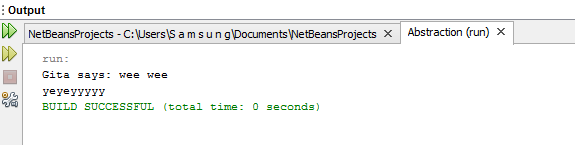 Output
NetBeansProjects - C:\Users\S a m s u n g\Documents\NetBeansProjects
Abstraction (run)
run:
Gita says: wee wee
yeyeyyyyy
BUILD SUCCESSFUL (total time: 0 seconds)